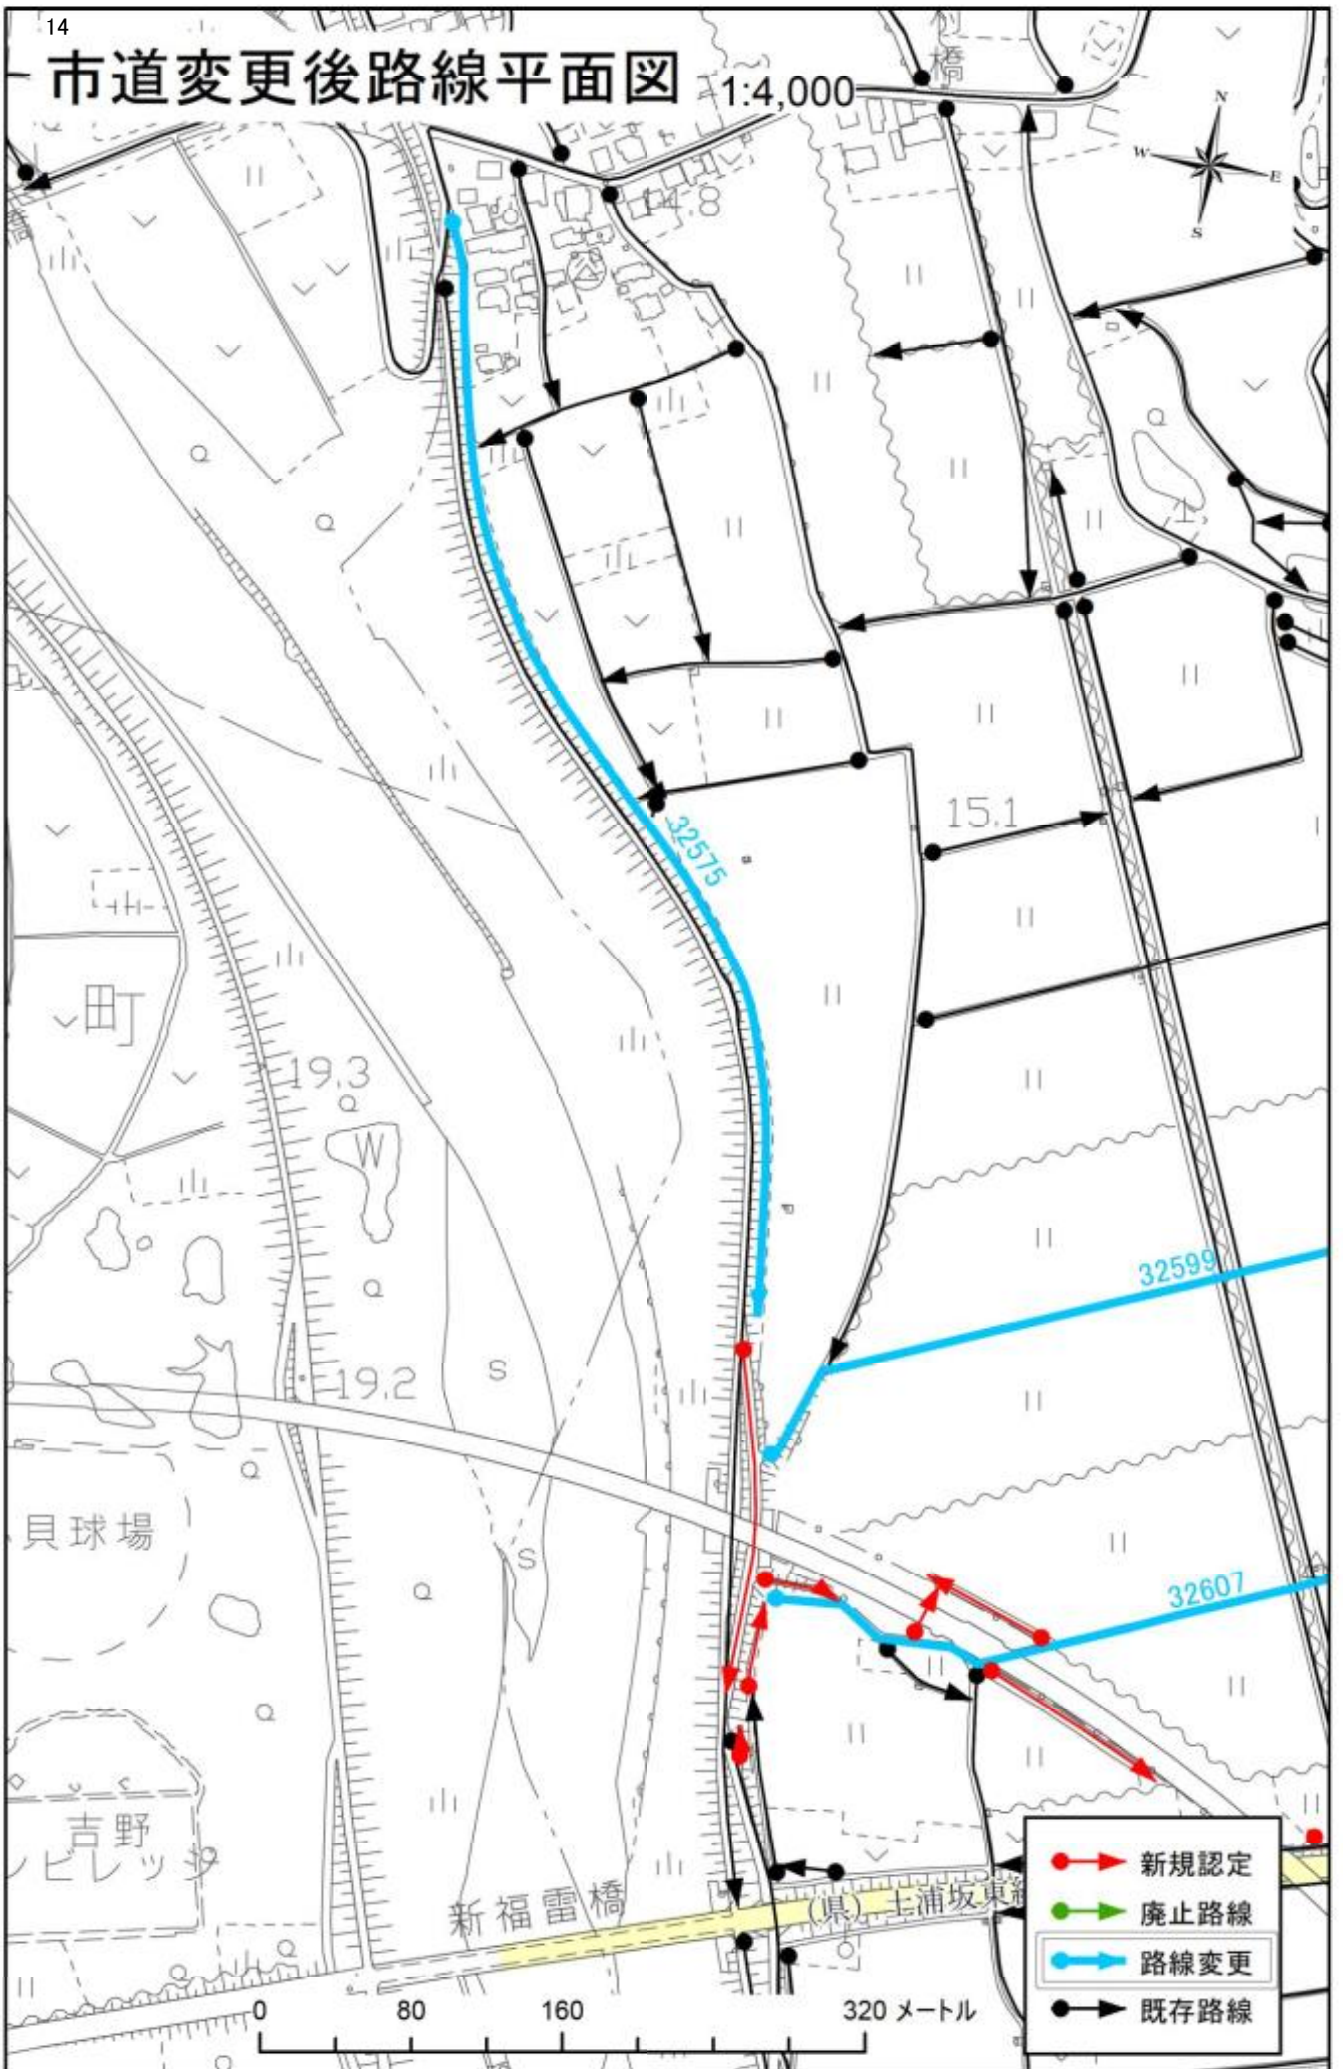 14
市道変更後路線平面図 1:4,000
橋
N
W
E
S
14.8
橋
32575
15.1
町
19.3
W
32599
19.2
S
S
32607
球場
吉野
新福雷橋
(県) 土浦坂東
新規認定
廃止路線
路線変更
既存路線
0 80 160 320 メートル